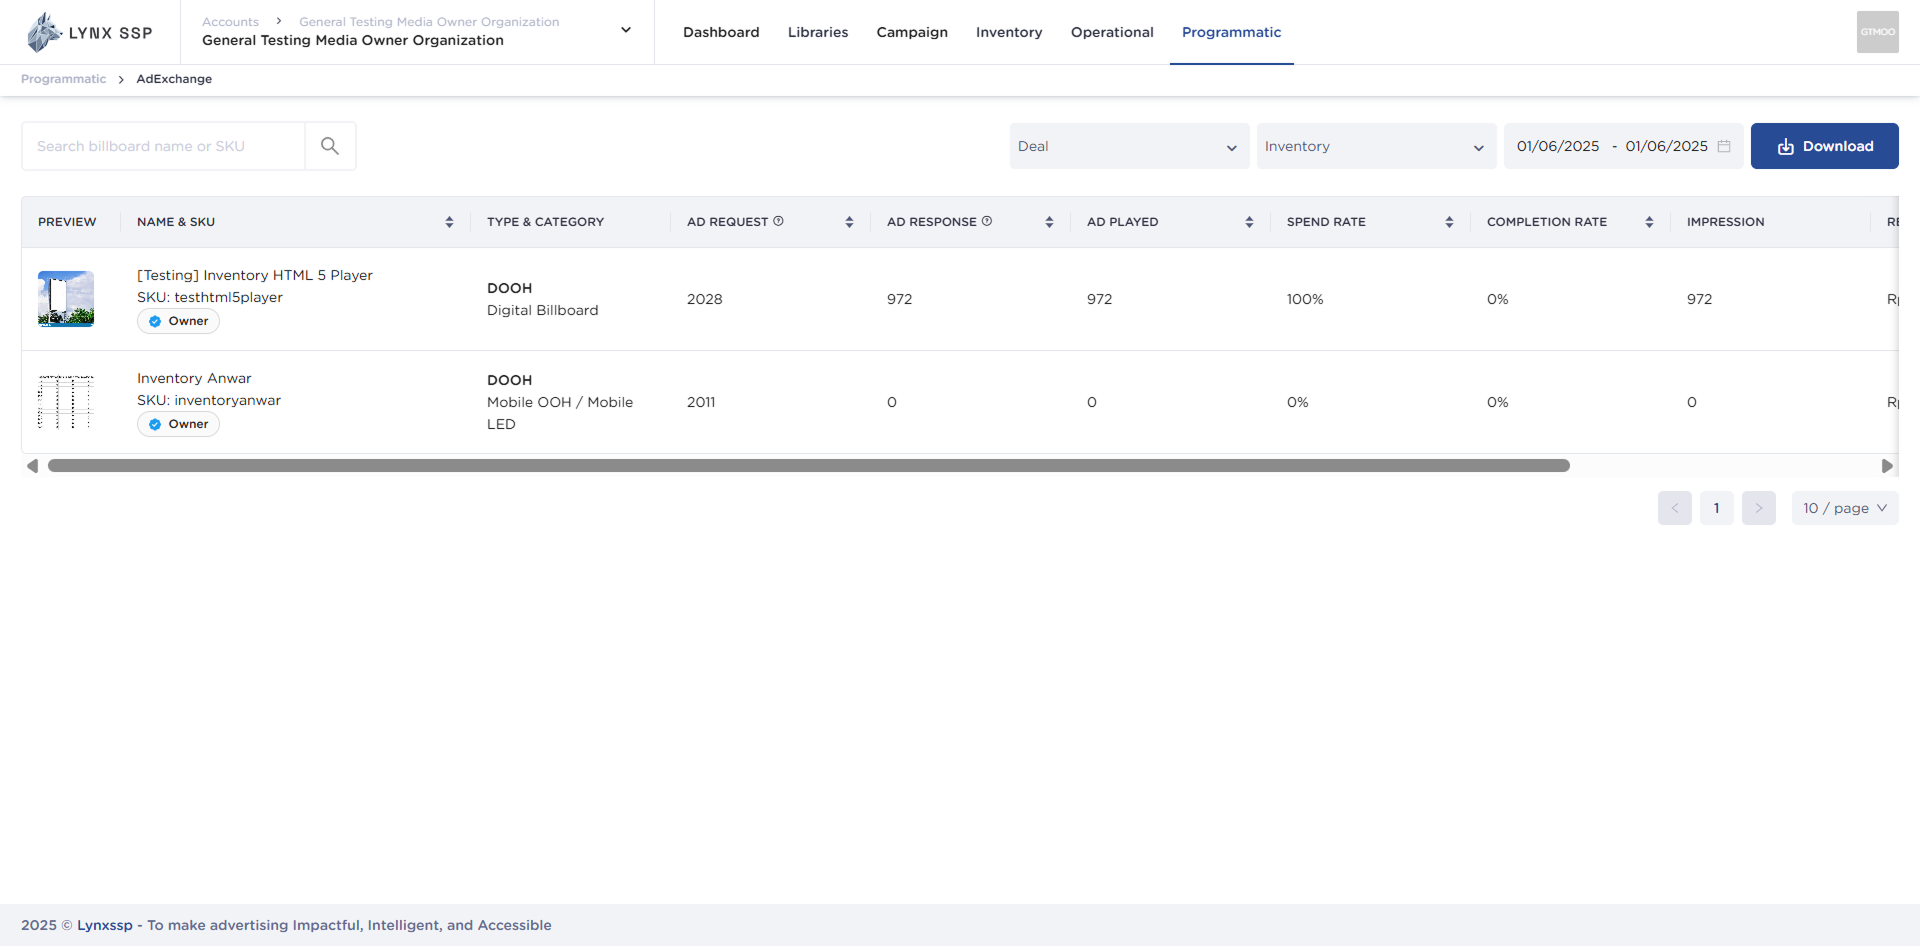 LYNX SSP
Accounts > General Testing Media Owner Organization
General Testing Media Owner Organization
Dashboard Libraries Campaign Inventory Operational Programmatic
GTMOO
Programmatic > AdExchange
Search billboard name or SKU
Deal
Inventory
01/06/2025 - 01/06/2025
Download
PREVIEW NAME & SKU TYPE & CATEGORY AD REQUEST AD RESPONSE AD PLAYED SPEND RATE COMPLETION RATE IMPRESSION RE
[Testing] Inventory HTML 5 Player
SKU: testhtml5player
Owner
DOOH
Digital Billboard
2028 972 972 100% 0% 972 Rp
Inventory Anwar
SKU: inventoryanwar
Owner
DOOH
Mobile OOH / Mobile
LED
2011 0 0 0% 0% 0 Rp
< 1 > 10 / page
2025 © Lynxssp - To make advertising Impactful, Intelligent, and Accessible